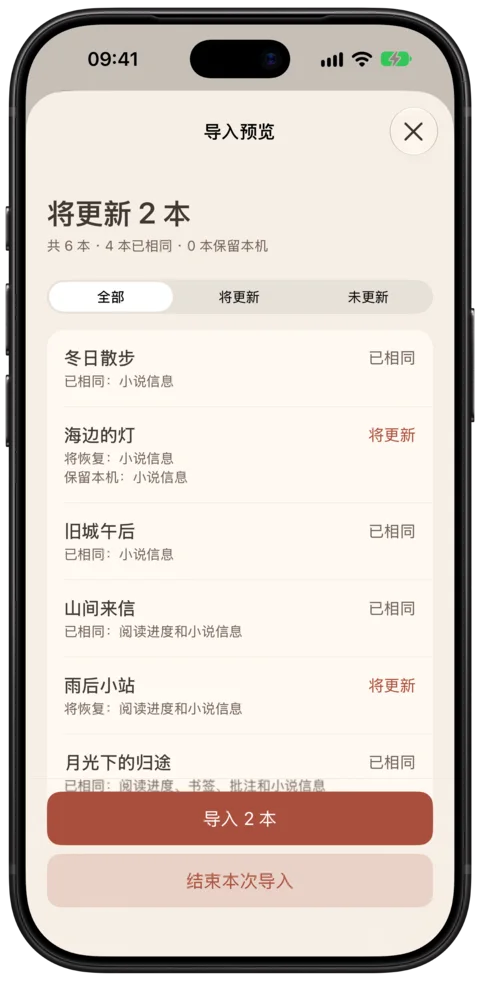 09:41
导入预览
将更新 2 本
共 6 本 · 4 本已相同 · 0 本保留本机
全部
将更新
未更新
冬日散步
已相同
已相同：小说信息
海边的灯
将更新
将恢复：小说信息
保留本机：小说信息
旧城午后
已相同
已相同：小说信息
山间来信
已相同
已相同：阅读进度和小说信息
雨后小站
将更新
将恢复：阅读进度和小说信息
月光下的归途
已相同
已相同：阅读进度、书签、批注和小说信息
导入 2 本
结束本次导入